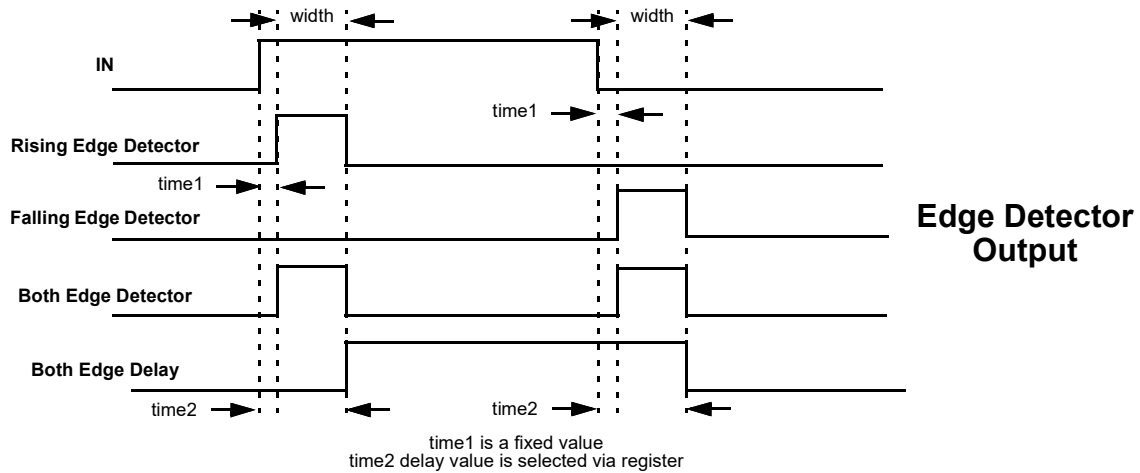 width
width
IN
time1
Rising Edge Detector
time1
Falling Edge Detector
Edge Detector
Output
Both Edge Detector
Both Edge Delay
time2
time2
time1 is a fixed value
time2 delay value is selected via register